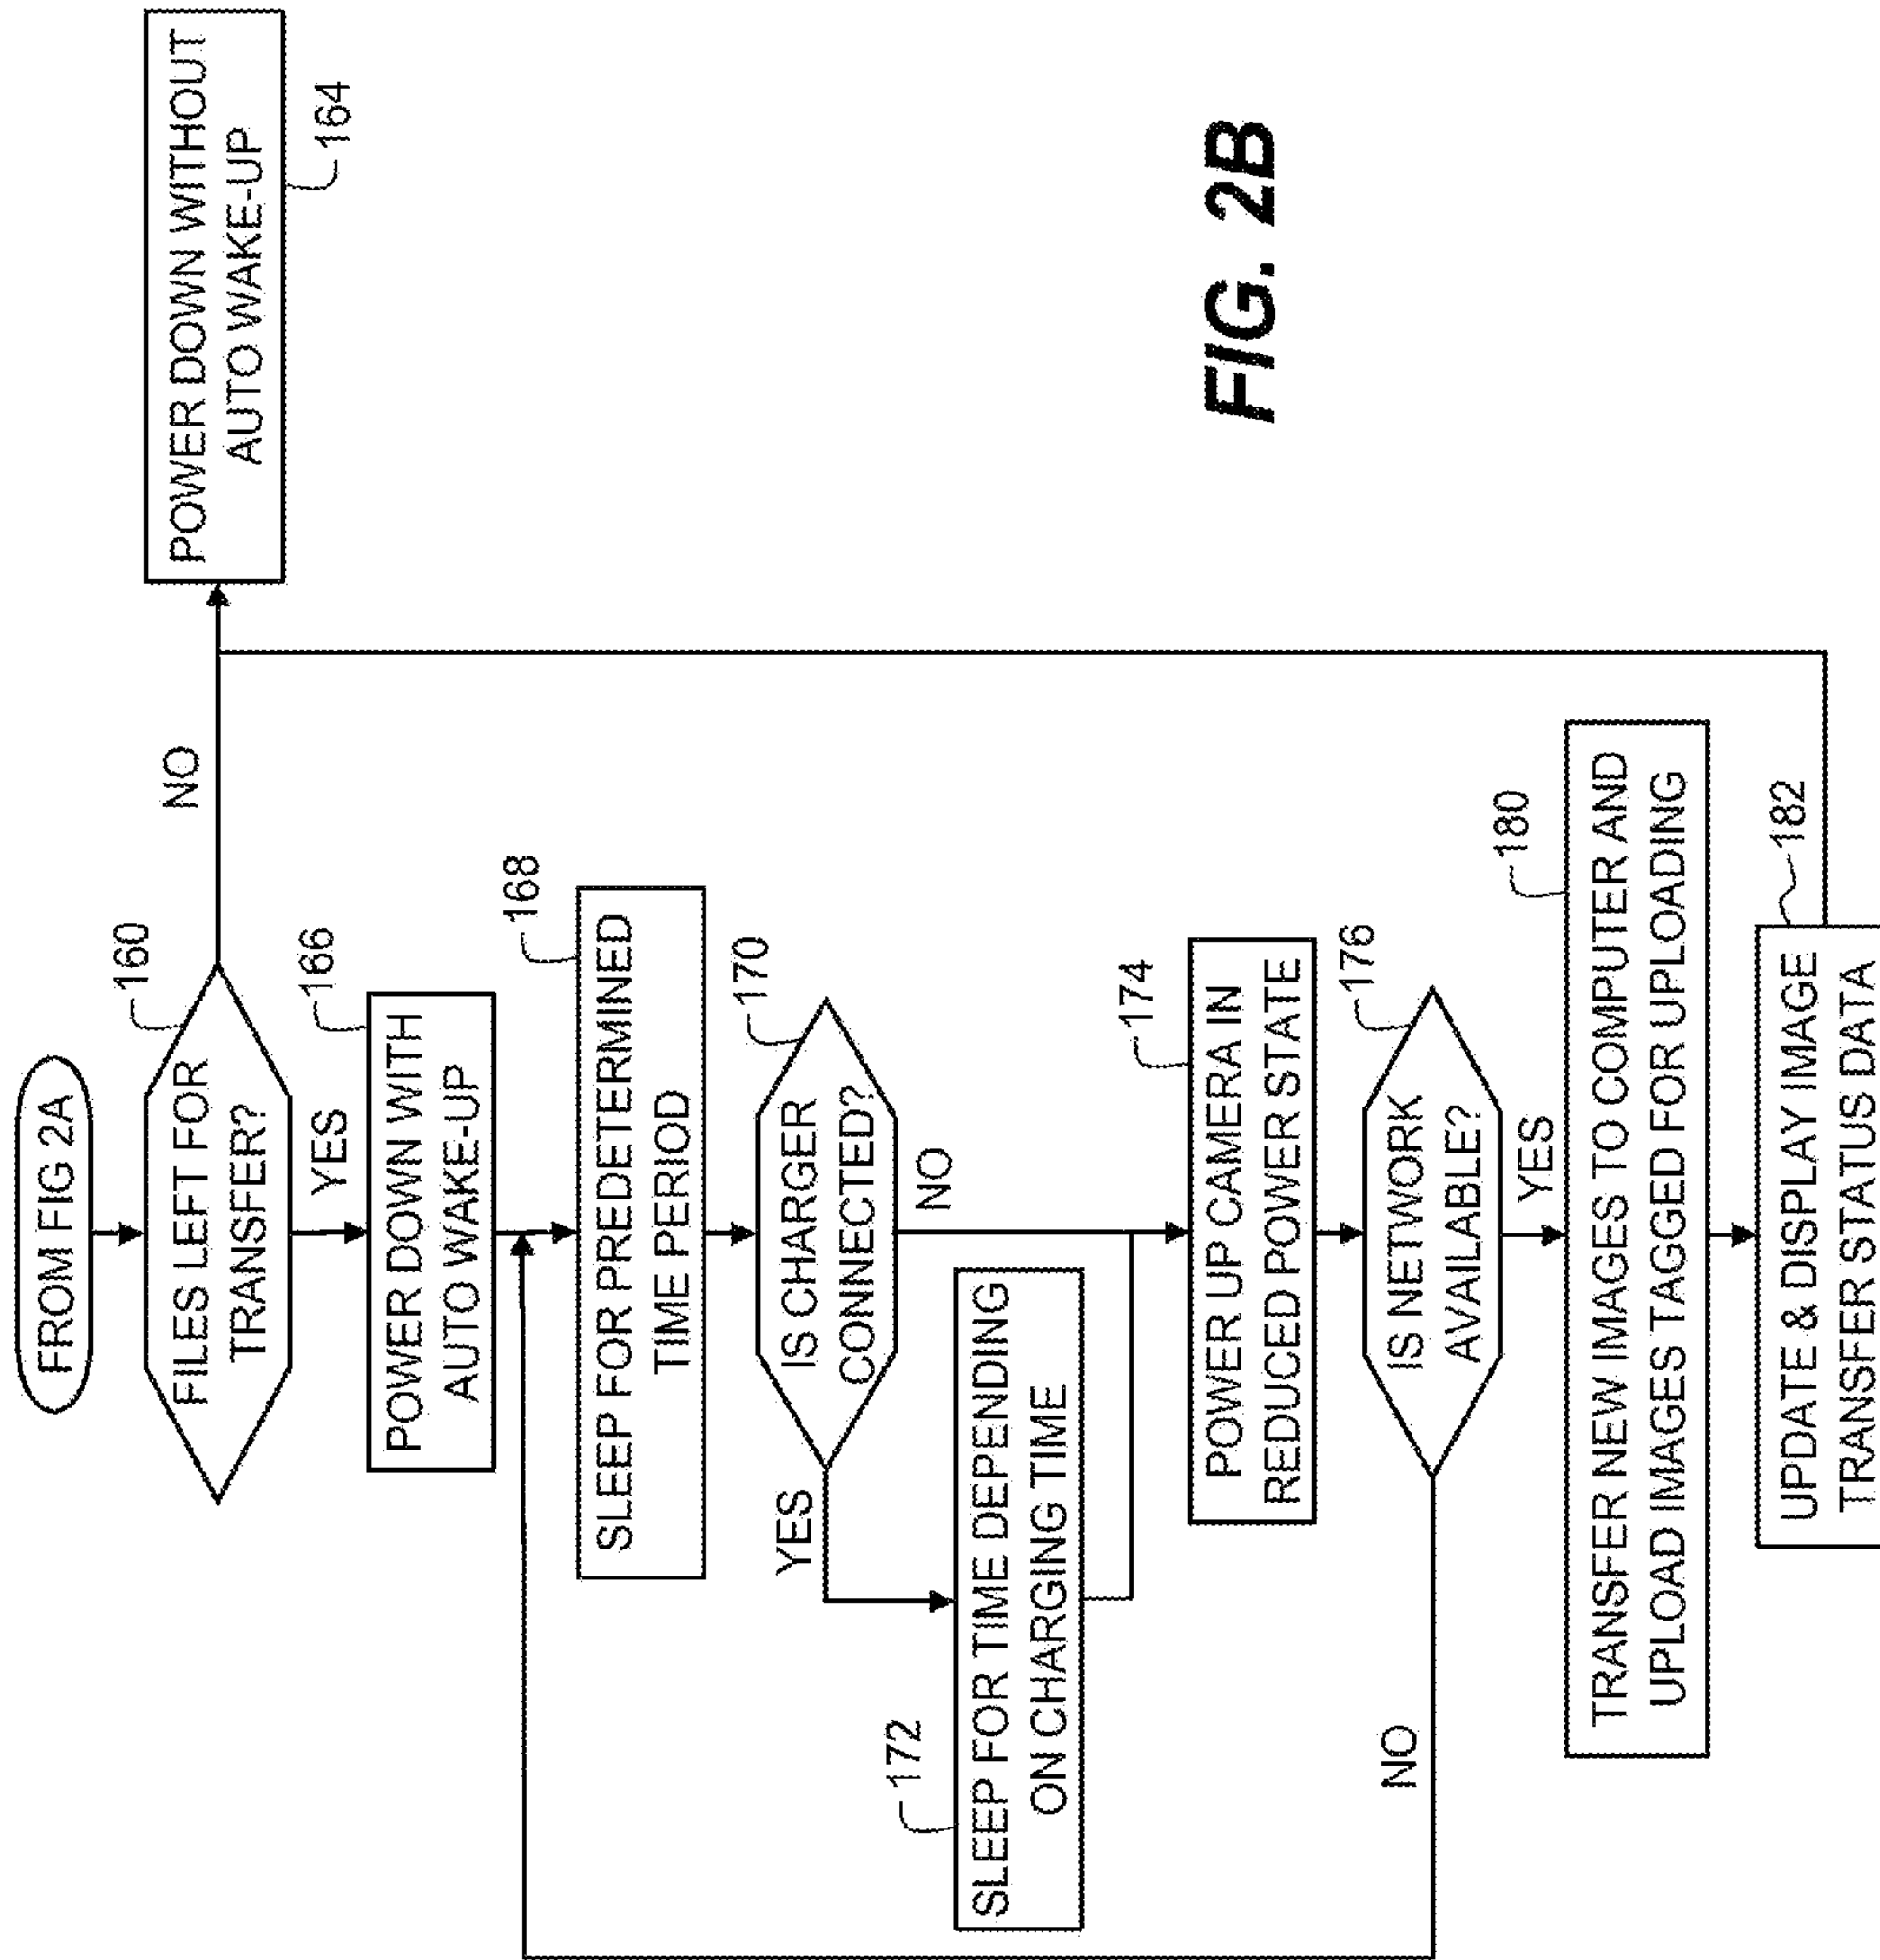 FROM FIG 2A
160
FILES LEFT FOR
TRANSFER?
NO
POWER DOWN WITHOUT
AUTO WAKE-UP
164
YES
166
POWER DOWN WITH
AUTO WAKE-UP
168
SLEEP FOR PREDETERMINED
TIME PERIOD
170
IS CHARGER
CONNECTED?
YES
NO
172
SLEEP FOR TIME DEPENDING
ON CHARGING TIME
174
POWER UP CAMERA IN
REDUCED POWER STATE
176
IS NETWORK
AVAILABLE?
NO
YES
180
TRANSFER NEW IMAGES TO COMPUTER AND
UPLOAD IMAGES TAGGED FOR UPLOADING
182
UPDATE & DISPLAY IMAGE
TRANSFER STATUS DATA
FIG. 2B